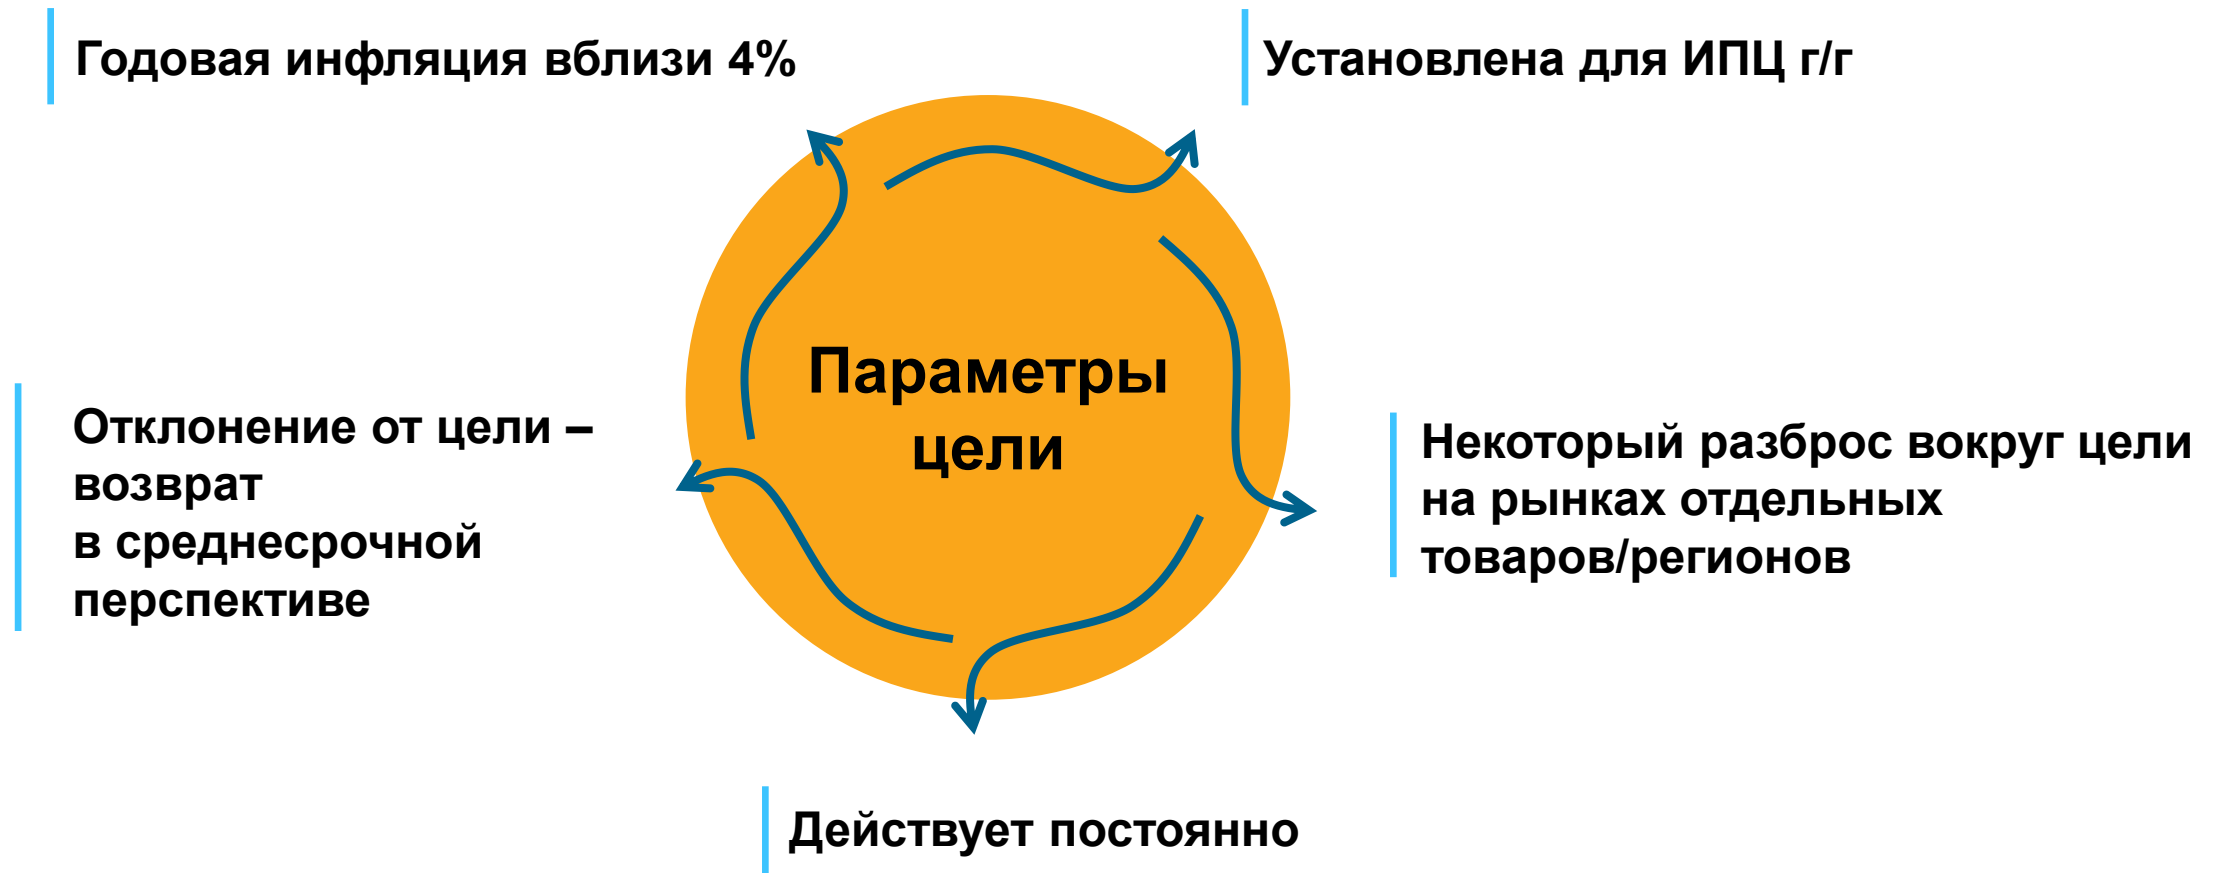 Годовая инфляция вблизи 4%
Установлена для ИПЦ г/г
Параметры
цели
Отклонение от цели –
возврат
в среднесрочной
перспективе
Некоторый разброс вокруг цели
на рынках отдельных
товаров/регионов
Действует постоянно